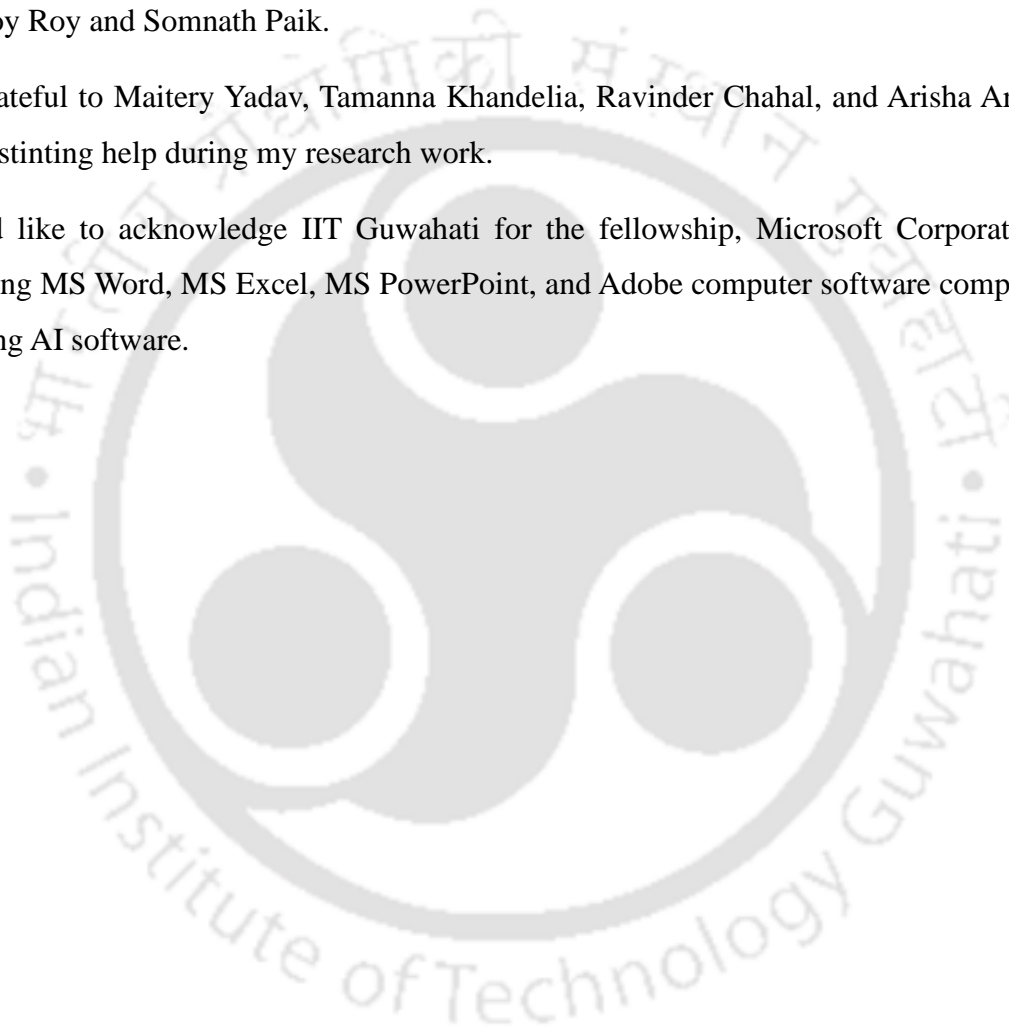 by Roy and Somnath Paik.
ateful to Maitery Yadav, Tamanna Khandelia, Ravinder Chahal, and Arisha Ar
stinting help during my research work.
l like to acknowledge IIT Guwahati for the fellowship, Microsoft Corporat
ng MS Word, MS Excel, MS PowerPoint, and Adobe computer software comp
ng AI software.
Indian Institute of Technology Guwahati